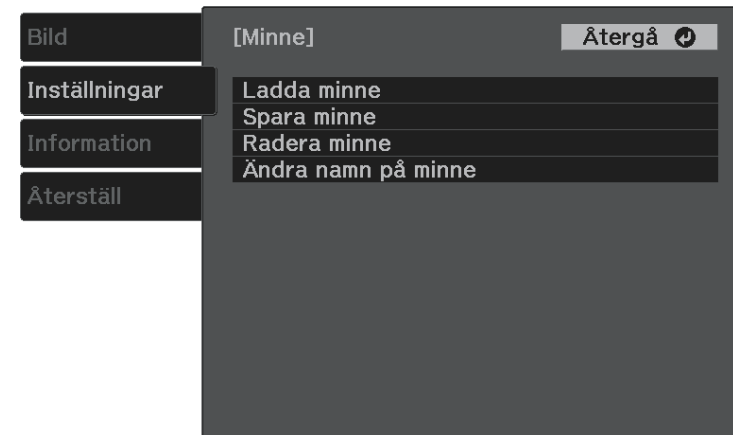 Bild
Inställningar
Information
Återställ
[Minne]
Återgå
Ladda minne
Spara minne
Radera minne
Ändra namn på minne